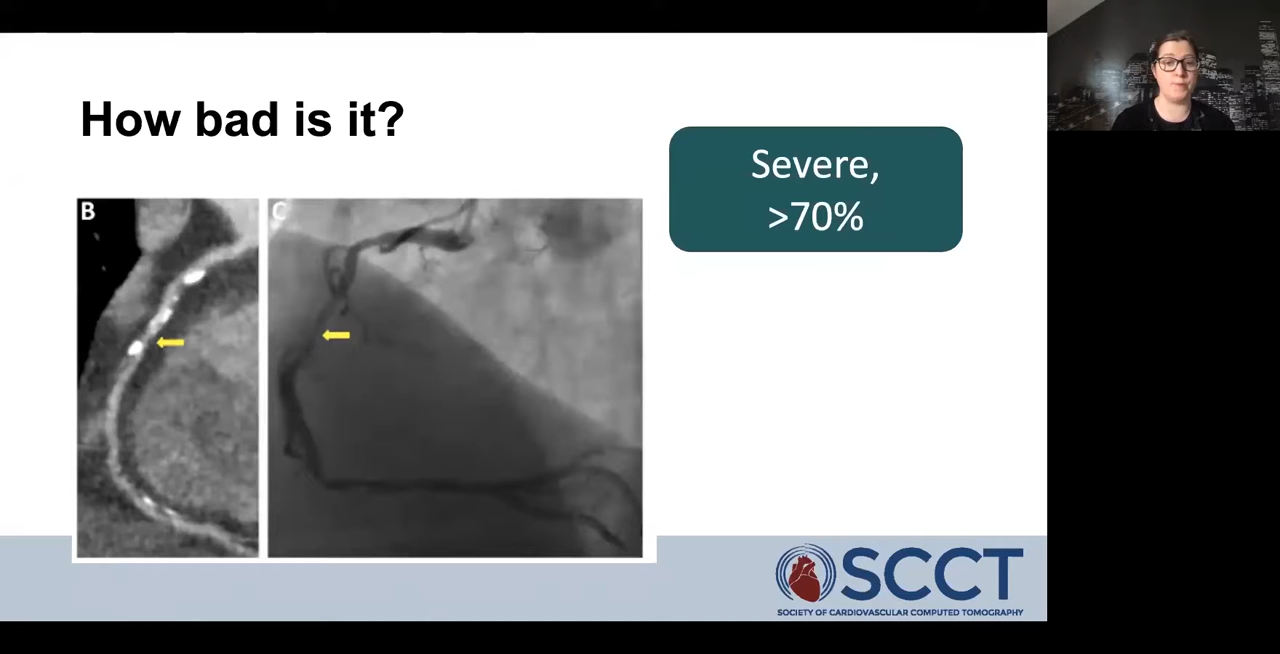 How bad is it?
Severe,
>70%
B
C
SCCT
SOCIETY OF CARDIOVASCULAR COMPUTED TOMOGRAPHY